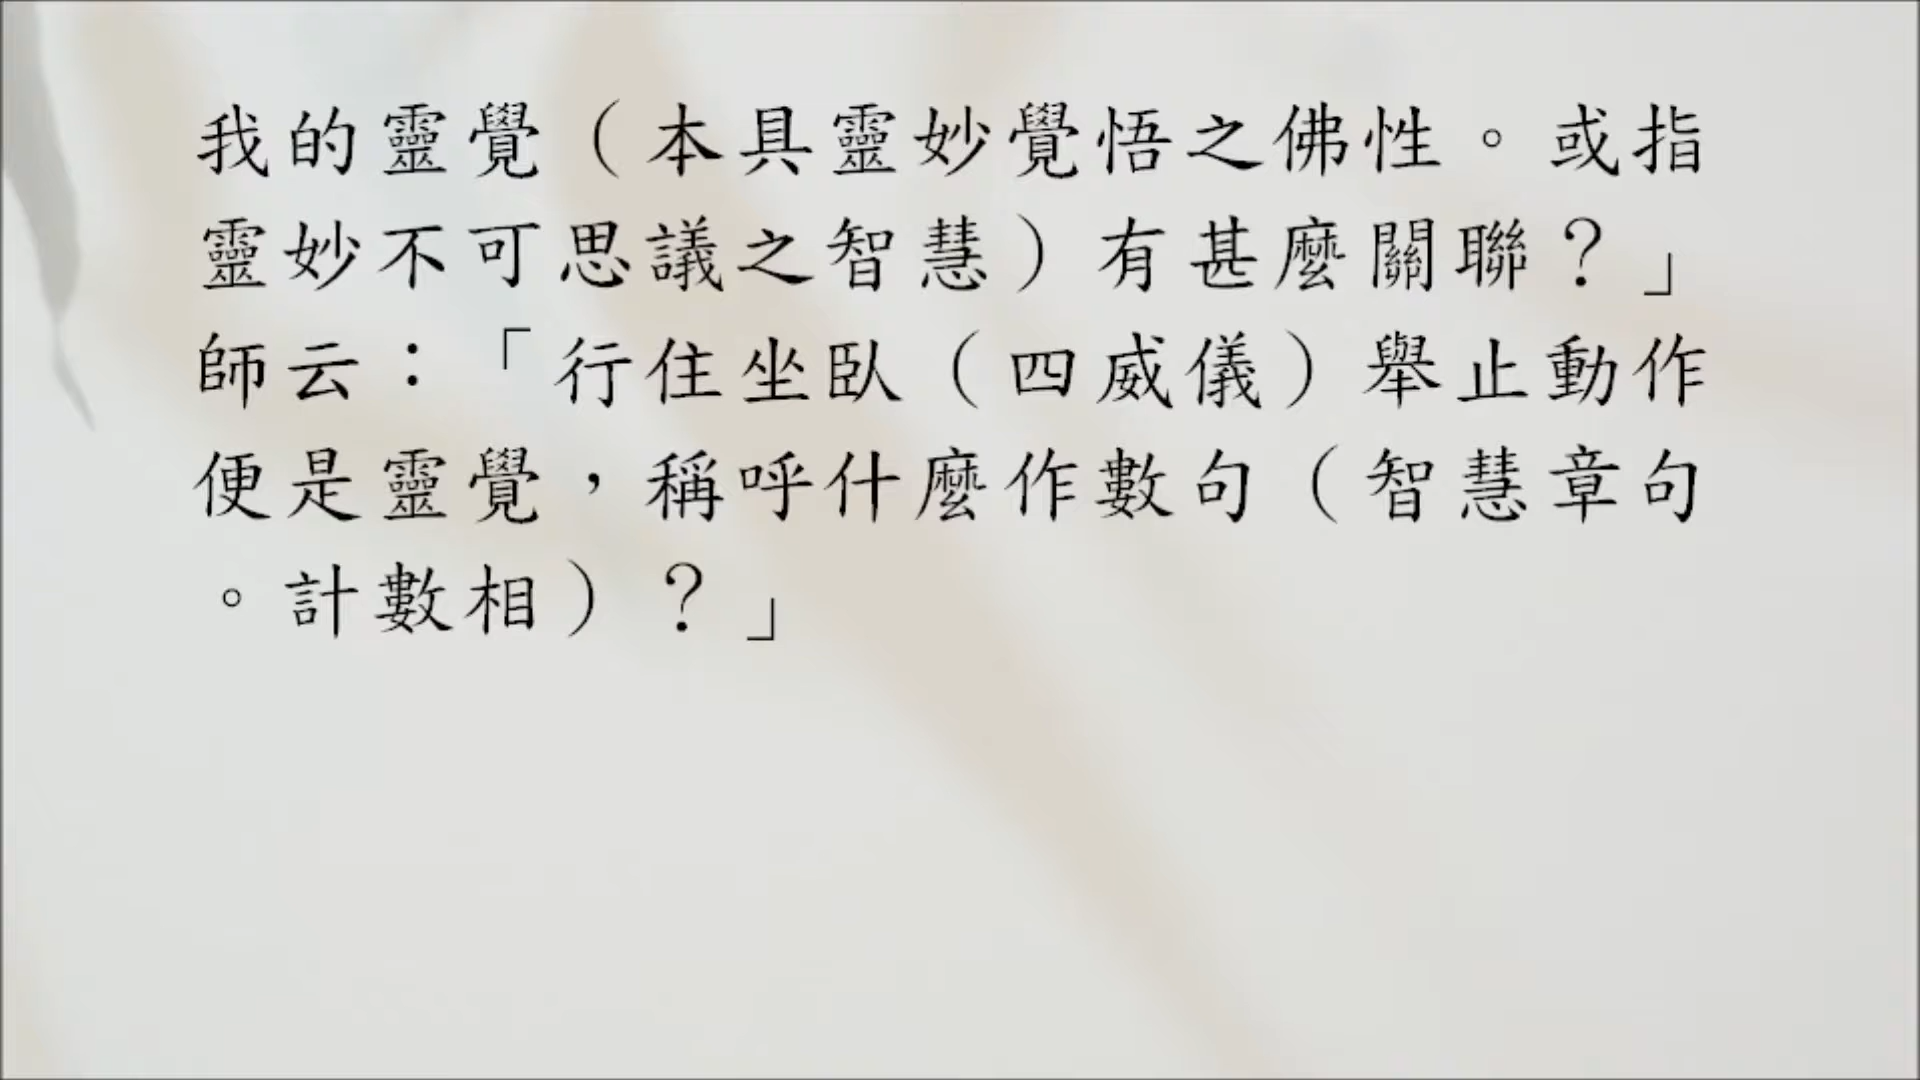 我的靈覺（本具靈妙覺悟之佛性。或指
靈妙不可思議之智慧）有甚麼關聯？」
師云：「行住坐臥（四威儀）舉止動作
便是靈覺，稱呼什麼作數句（智慧章句
。計數相）？」